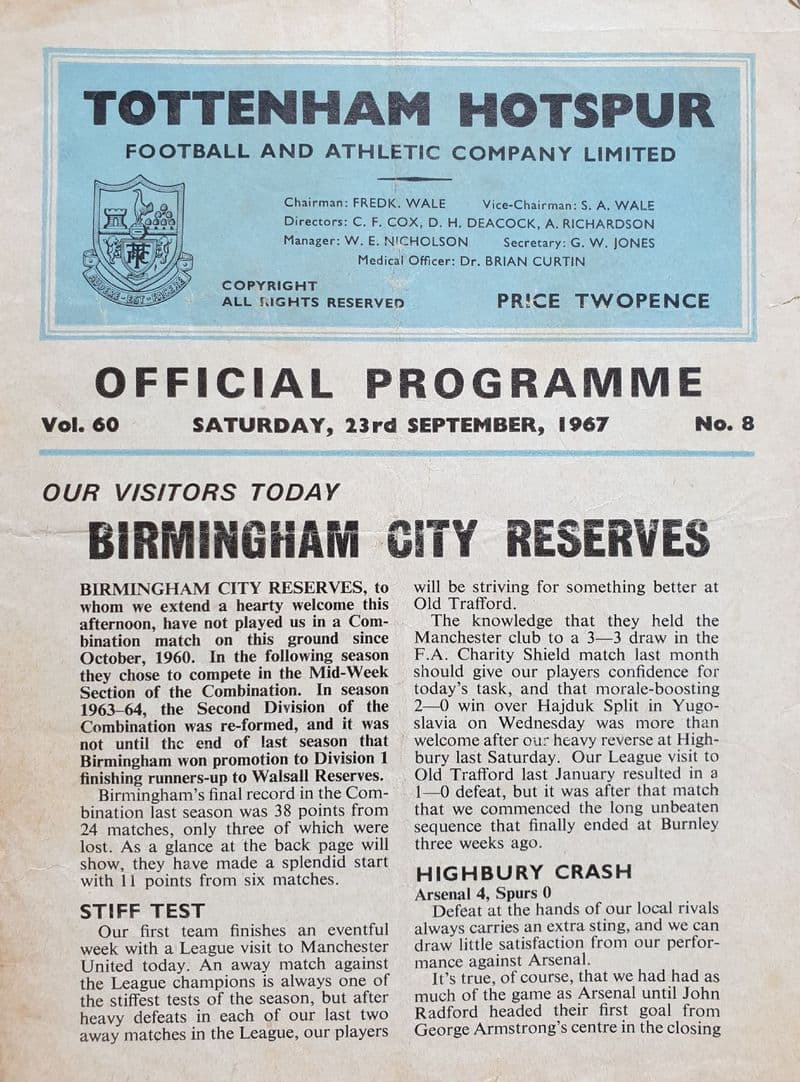 TOTTENHAM HOTSPUR
FOOTBALL AND ATHLETIC COMPANY LIMITED
Chairman: FREDK. WALE Vice-Chairman: S. A. WALE
Directors: C. F. COX, D. H. DEACOCK, A. RICHARDSON
Manager: W. E. NICHOLSON Secretary: G. W. JONES
Medical Officer: Dr. BRIAN CURTIN
AUDERE·EST·FACERE
COPYRIGHT
ALL RIGHTS RESERVED
PRICE TWOPENCE
OFFICIAL PROGRAMME
Vol. 60 SATURDAY, 23rd SEPTEMBER, 1967 No. 8
OUR VISITORS TODAY
BIRMINGHAM CITY RESERVES
BIRMINGHAM CITY RESERVES, to
whom we extend a hearty welcome this
afternoon, have not played us in a Com-
bination match on this ground since
October, 1960. In the following season
they chose to compete in the Mid-Week
Section of the Combination. In season
1963–64, the Second Division of the
Combination was re-formed, and it was
not until the end of last season that
Birmingham won promotion to Division 1
finishing runners-up to Walsall Reserves.
Birmingham's final record in the Com-
bination last season was 38 points from
24 matches, only three of which were
lost. As a glance at the back page will
show, they have made a splendid start
with 11 points from six matches.
STIFF TEST
Our first team finishes an eventful
week with a League visit to Manchester
United today. An away match against
the League champions is always one of
the stiffest tests of the season, but after
heavy defeats in each of our last two
away matches in the League, our players
will be striving for something better at
Old Trafford.
The knowledge that they held the
Manchester club to a 3—3 draw in the
F.A. Charity Shield match last month
should give our players confidence for
today's task, and that morale-boosting
2—0 win over Hajduk Split in Yugo-
slavia on Wednesday was more than
welcome after our heavy reverse at High-
bury last Saturday. Our League visit to
Old Trafford last January resulted in a
1—0 defeat, but it was after that match
that we commenced the long unbeaten
sequence that finally ended at Burnley
three weeks ago.
HIGHBURY CRASH
Arsenal 4, Spurs 0
Defeat at the hands of our local rivals
always carries an extra sting, and we can
draw little satisfaction from our perfor-
mance against Arsenal.
It's true, of course, that we had had as
much of the game as Arsenal until John
Radford headed their first goal from
George Armstrong's centre in the closing